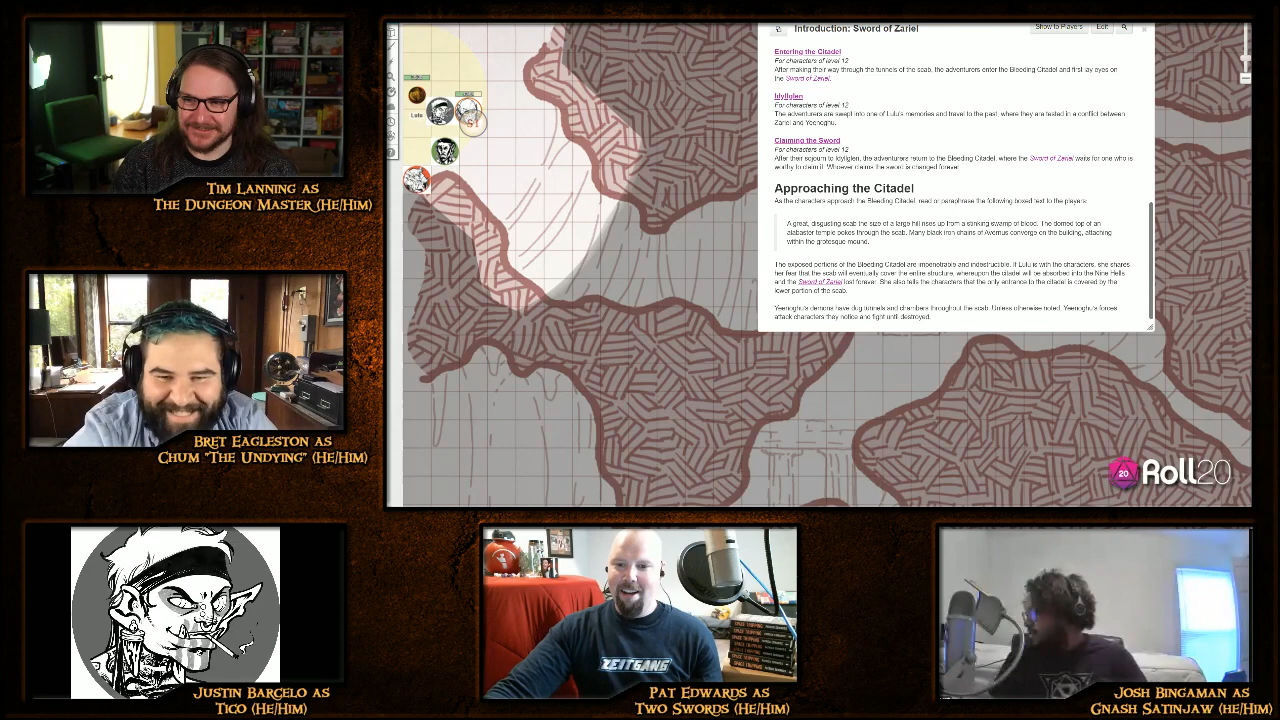 TIM LANNING AS
THE DUNGEON MASTER (HE/HIM)
BRET EAGLESTON AS
CHUM "THE UNDYING" (HE/HIM)
Lulu
Introduction: Sword of Zariel
Show to Players
Edit
Entering the Citadel
For characters of level 12
After making their way through the tunnels of the scab, the adventurers enter the Bleeding Citadel and first lay eyes on
the Sword of Zariel.
Idyllglen
For characters of level 12
The adventurers are swept into one of Lulu's memories and travel to the past, where they are tested in a conflict between
Zariel and Yeenoghu.
Claiming the Sword
For characters of level 12
After their sojourn to Idyllglen, the adventurers return to the Bleeding Citadel, where the Sword of Zariel waits for one who is
worthy to claim it. Whoever claims the sword is changed forever.
Approaching the Citadel
As the characters approach the Bleeding Citadel, read or paraphrase the following boxed text to the players:
A great, disgusting scab the size of a large hill rises up from a stinking swamp of blood. The domed top of an
alabaster temple pokes through the scab. Many black iron chains of Avernus converge on the building, attaching
within the grotesque mound.
The exposed portions of the Bleeding Citadel are impenetrable and indestructible. If Lulu is with the characters, she shares
her fear that the scab will eventually cover the entire structure, whereupon the citadel will be absorbed into the Nine Hells
and the Sword of Zariel lost forever. She also tells the characters that the only entrance to the citadel is covered by the
lower portion of the scab.
Yeenoghu's demons have dug tunnels and chambers throughout the scab. Unless otherwise noted, Yeenoghu's forces
attack characters they notice and fight until destroyed.
20
Roll20
JUSTIN BARCELO AS
TICO (HE/HIM)
ZEITGANG
PAT EDWARDS AS
TWO SWORDS (HE/HIM)
JOSH BINGAMAN AS
GNASH SATINJAW (HE/HIM)